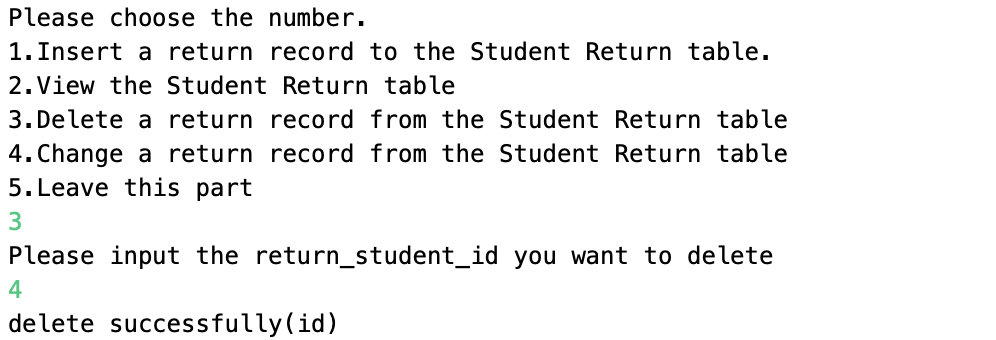 Please choose the number.
1.Insert a return record to the Student Return table.
2.View the Student Return table
3.Delete a return record from the Student Return table
4.Change a return record from the Student Return table
5.Leave this part
3
Please input the return_student_id you want to delete
4
delete successfully(id)